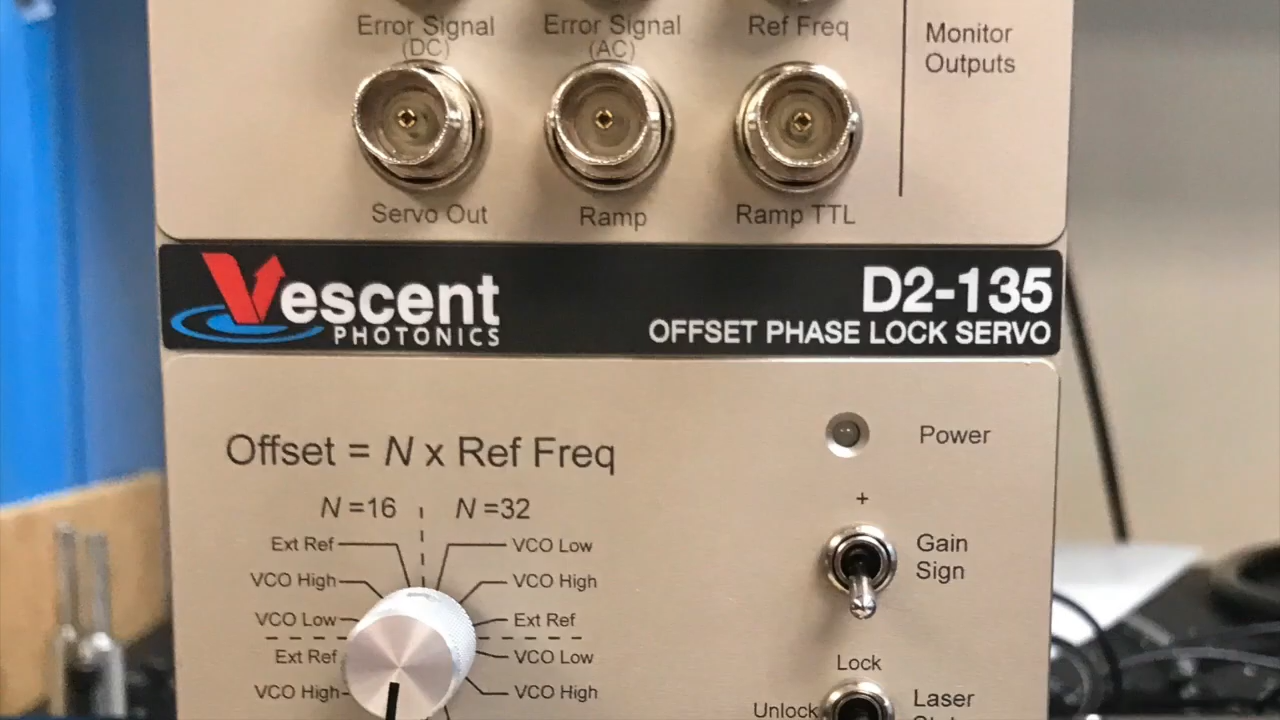 Error Signal
(DC)
Error Signal
(AC)
Ref Freq
Monitor
Outputs
Servo Out
Ramp
Ramp TTL
Vescent
PHOTONICS
D2-135
OFFSET PHASE LOCK SERVO
Offset = N x Ref Freq
Power
N =16
N =32
+
Ext Ref
VCO Low
Gain
Sign
VCO High
VCO High
VCO Low
Ext Ref
Ext Ref
VCO Low
Lock
VCO High
VCO High
Unlock
Laser